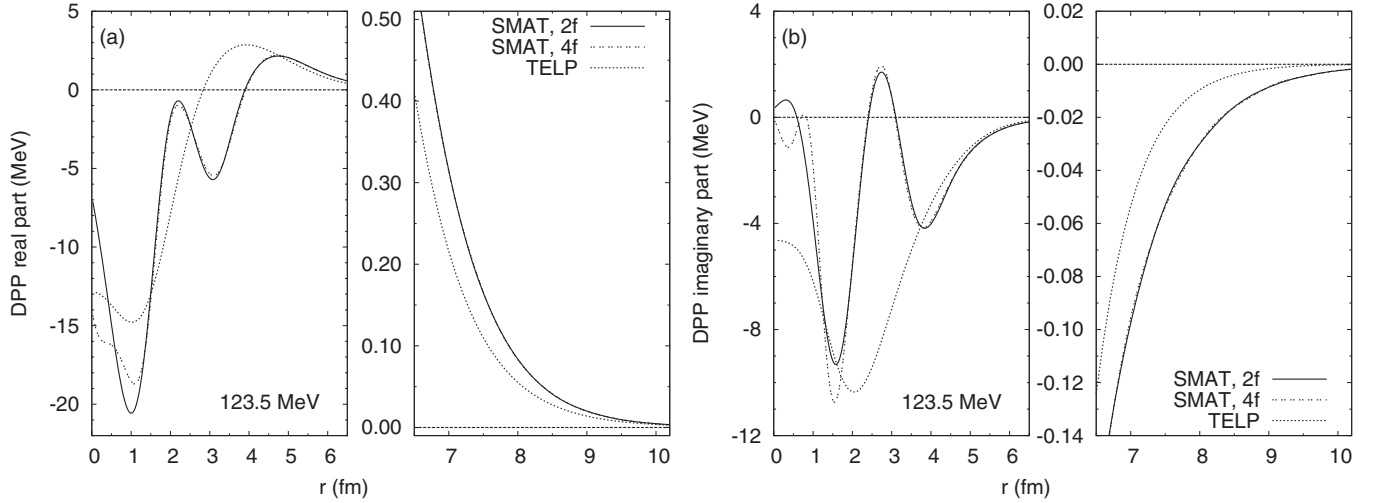 (a)
DPP real part (MeV)
5
0
-5
-10
-15
-20
123.5 MeV
0 1 2 3 4 5 6
0.50
0.40
0.30
0.20
0.10
0.00
SMAT, 2f
SMAT, 4f
TELP
7 8 9 10
r (fm)
(b)
DPP imaginary part (MeV)
4
0
-4
-8
-12
123.5 MeV
0 1 2 3 4 5 6
0.02
0.00
-0.02
-0.04
-0.06
-0.08
-0.10
-0.12
-0.14
SMAT, 2f
SMAT, 4f
TELP
7 8 9 10
r (fm)